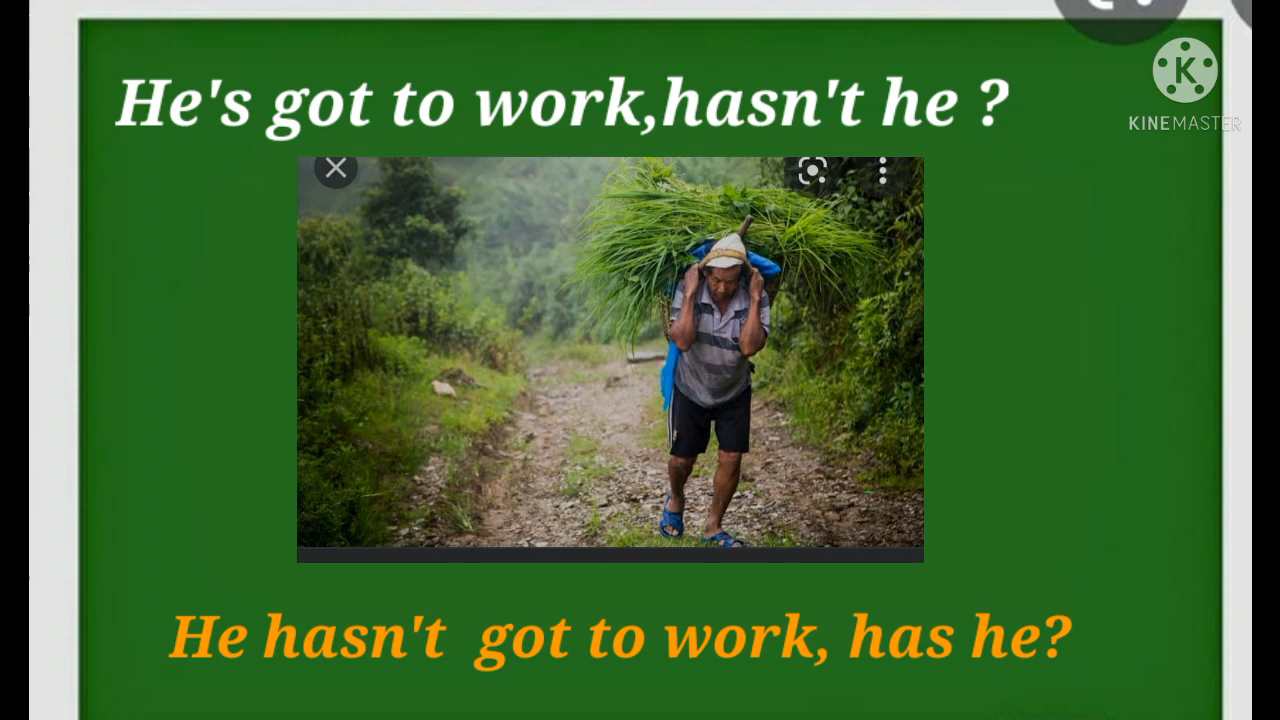 He's got to work,hasn't he ?
K
KINEMASTER
He hasn't got to work, has he?